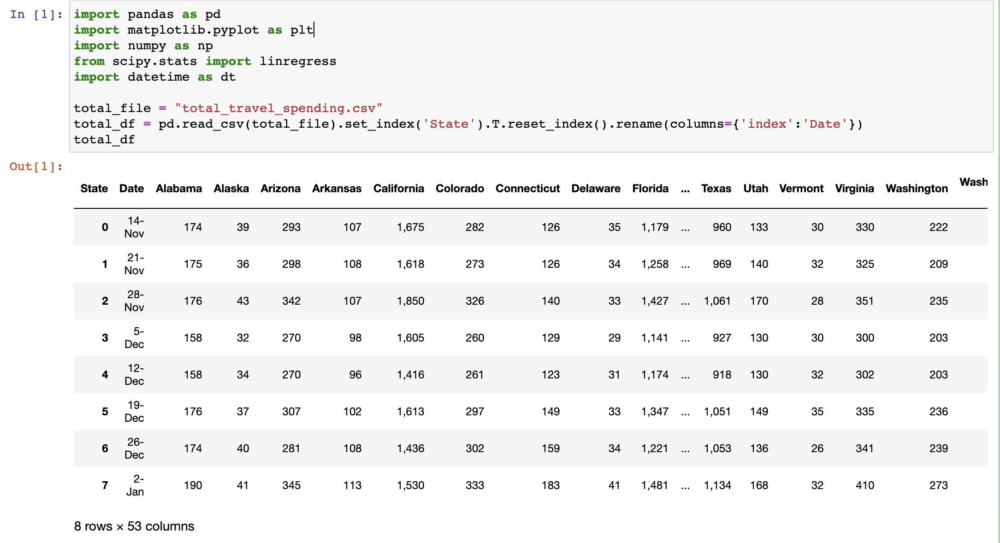 In [1]: import pandas as pd
import matplotlib.pyplot as plt
import numpy as np
from scipy.stats import linregress
import datetime as dt
total_file = "total_travel_spending.csv"
total_df = pd.read_csv(total_file).set_index('State').T.reset_index().rename(columns={'index':'Date'})
total_df
Out[1]:
State Date Alabama Alaska Arizona Arkansas California Colorado Connecticut Delaware Florida ... Texas Utah Vermont Virginia Washington Wash
0 14-Nov 174 39 293 107 1,675 282 126 35 1,179 ... 960 133 30 330 222
1 21-Nov 175 36 298 108 1,618 273 126 34 1,258 ... 969 140 32 325 209
2 28-Nov 176 43 342 107 1,850 326 140 33 1,427 ... 1,061 170 28 351 235
3 5-Dec 158 32 270 98 1,605 260 129 29 1,141 ... 927 130 30 300 203
4 12-Dec 158 34 270 96 1,416 261 123 31 1,174 ... 918 130 32 302 203
5 19-Dec 176 37 307 102 1,613 297 149 33 1,347 ... 1,051 149 35 335 236
6 26-Dec 174 40 281 108 1,436 302 159 34 1,221 ... 1,053 136 26 341 239
7 2-Jan 190 41 345 113 1,530 333 183 41 1,481 ... 1,134 168 32 410 273
8 rows × 53 columns